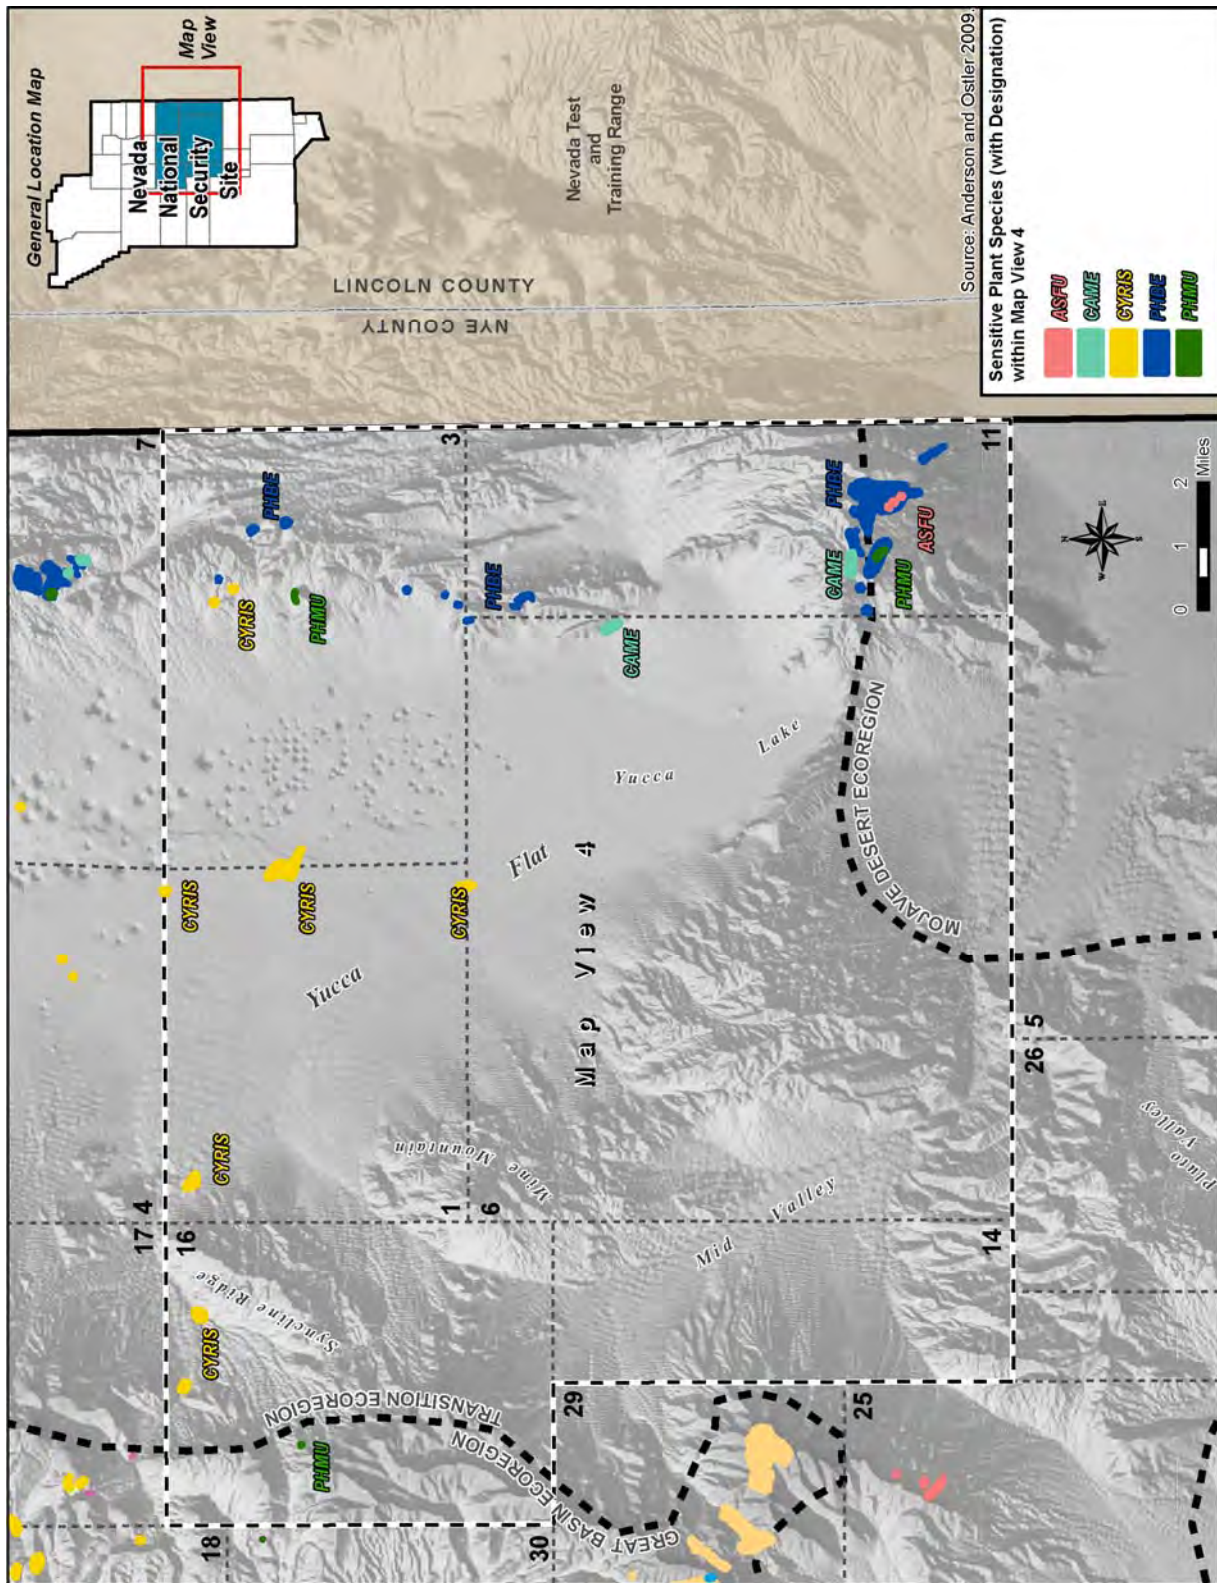 General Location Map
Map
View
Nevada
National
Security
Site
LINCOLN COUNTY
NYE COUNTY
Nevada Test
and
Training Range
Source: Anderson and Ostler 2009.
Sensitive Plant Species (with Designation)
within Map View 4
ASFU
CAME
CYRIS
PHBE
PHMU
18
17
4
7
16
CYRIS
CYRIS
CYRIS
CYRIS
CYRIS
PHBE
PHMU
PHMU
Syncline Ridge
TRANSITION ECOREGION
GREAT BASIN ECOREGION
Yucca
Flat
1
3
6
CYRIS
PHBE
Mine Mountain
30
29
Map View 4
CAME
Yucca
Lake
Mid
Valley
25
14
MOJAVE DESERT ECOREGION
CAME
PHBE
PHMU
ASFU
11
26
5
Pluto
Valley
N
W
E
S
0
1
2
Miles